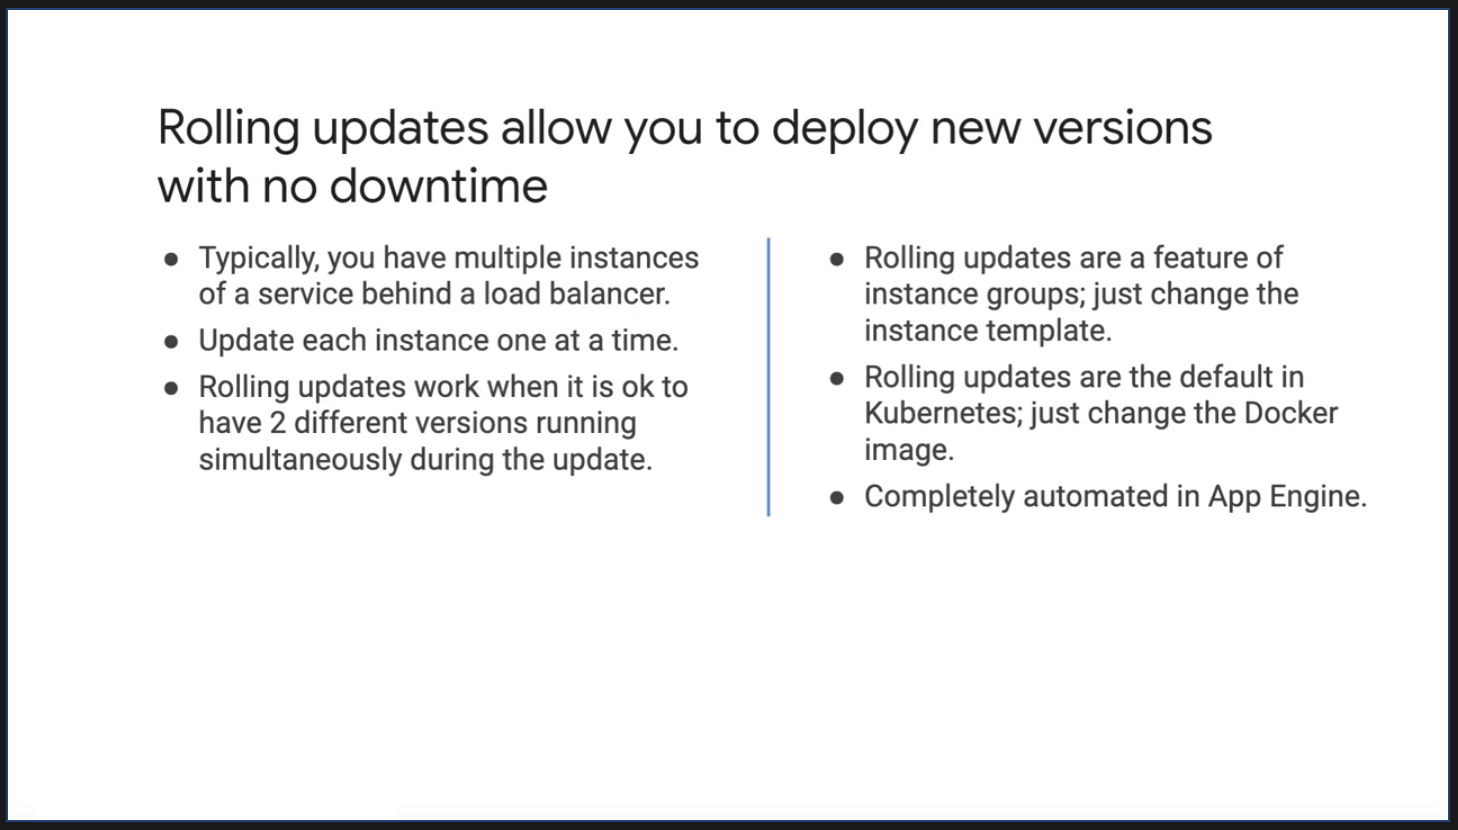 Rolling updates allow you to deploy new versions
with no downtime
● Typically, you have multiple instances
of a service behind a load balancer.
● Update each instance one at a time.
● Rolling updates work when it is ok to
have 2 different versions running
simultaneously during the update.
● Rolling updates are a feature of
instance groups; just change the
instance template.
● Rolling updates are the default in
Kubernetes; just change the Docker
image.
● Completely automated in App Engine.